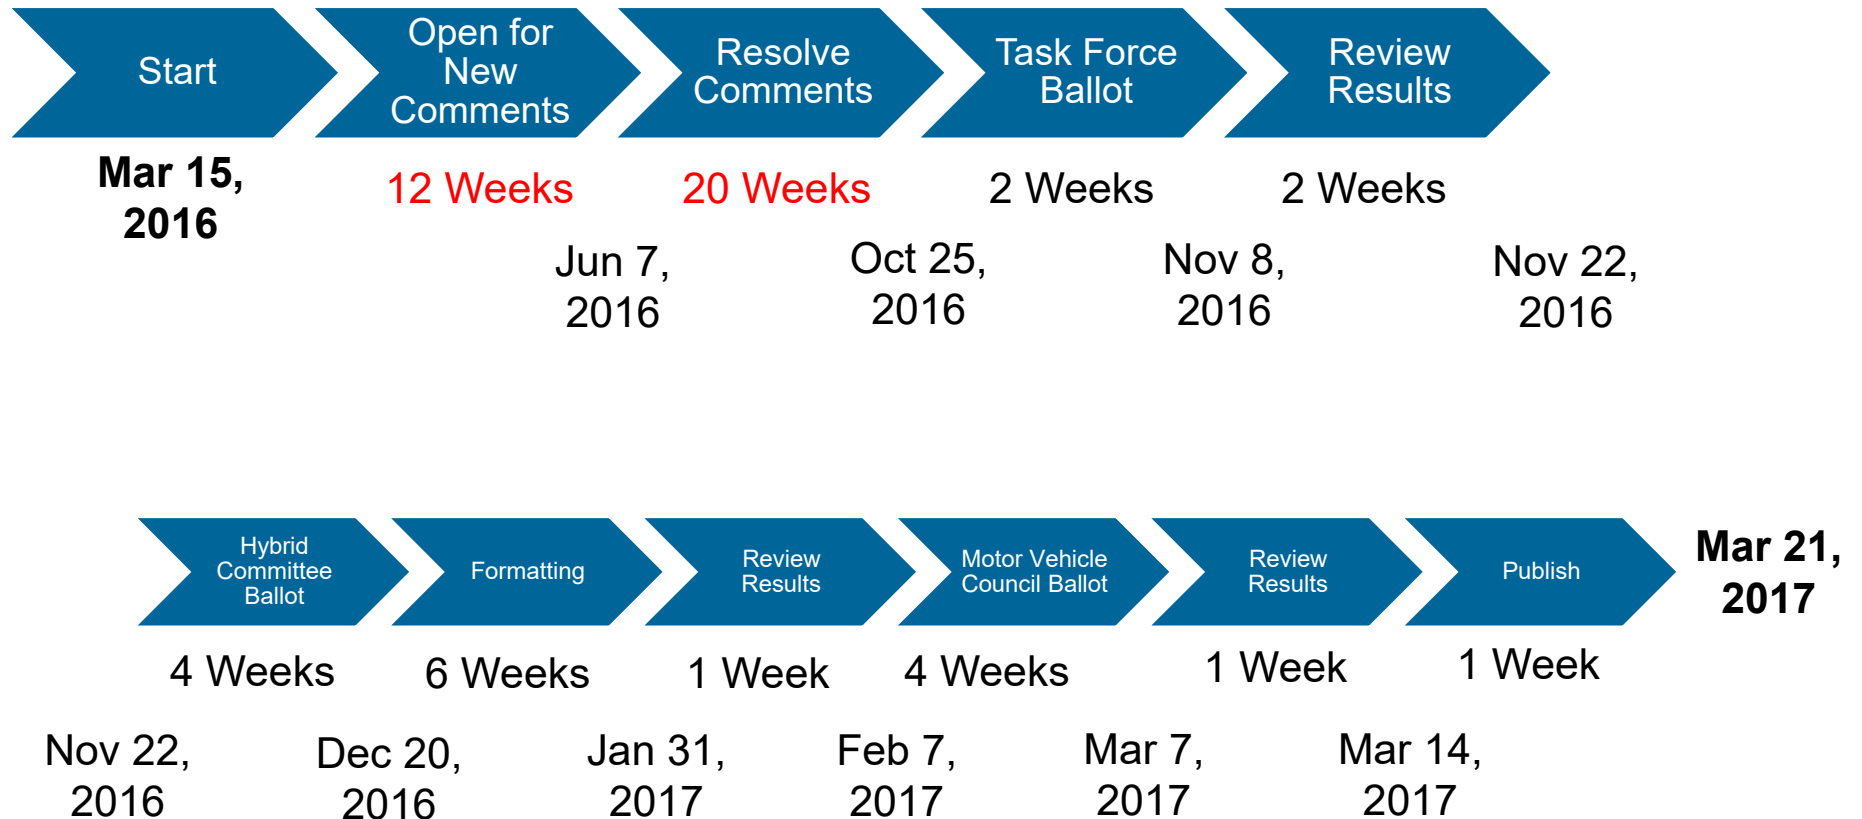 Start
Open for
New
Comments
Resolve
Comments
Task Force
Ballot
Review
Results
Mar 15,
2016
12 Weeks
20 Weeks
2 Weeks
2 Weeks
Jun 7,
2016
Oct 25,
2016
Nov 8,
2016
Nov 22,
2016
Hybrid
Committee
Ballot
Formatting
Review
Results
Motor Vehicle
Council Ballot
Review
Results
Publish
Mar 21,
2017
4 Weeks
6 Weeks
1 Week
4 Weeks
1 Week
1 Week
Nov 22,
2016
Dec 20,
2016
Jan 31,
2017
Feb 7,
2017
Mar 7,
2017
Mar 14,
2017